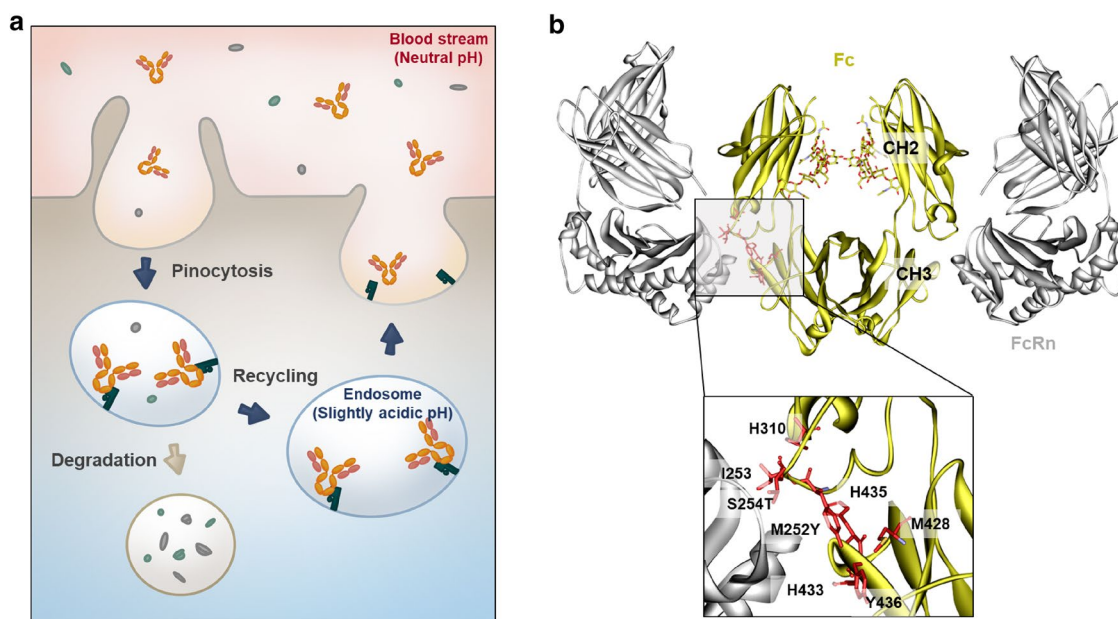 a
Blood stream
(Neutral pH)
Pinocytosis
Recycling
Endosome
(Slightly acidic pH)
Degradation
b
Fc
CH2
CH3
FcRn
H310
I253
H435
S254T
M252Y
M428
H433
Y436